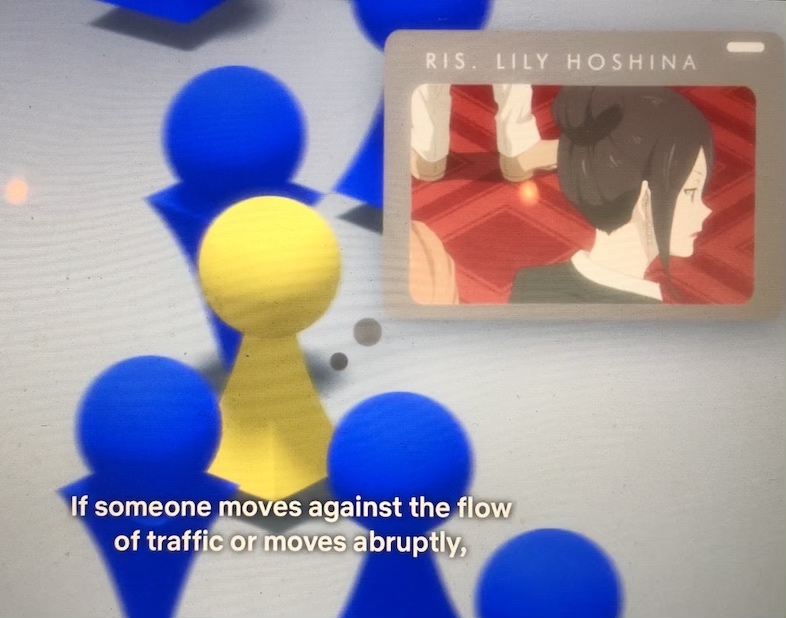 RIS. LILY HOSHINA
If someone moves against the flow
of traffic or moves abruptly,